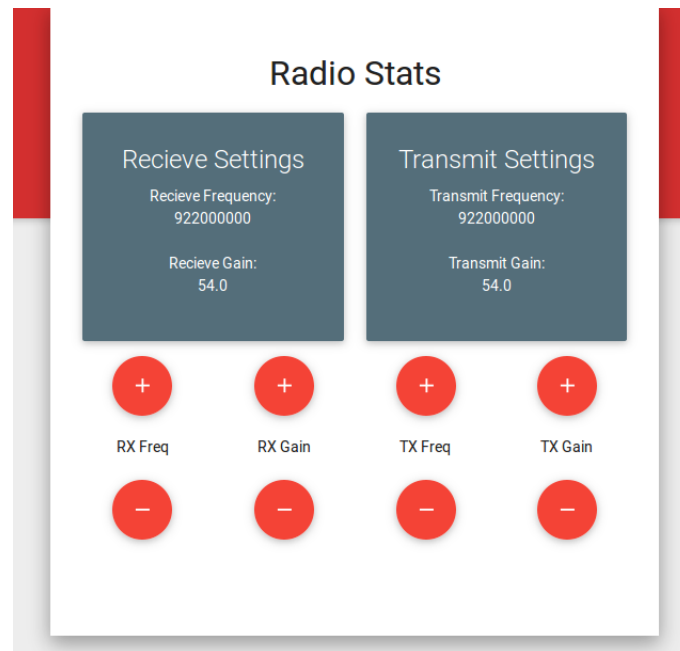 Radio Stats
Recieve Settings
Recieve Frequency:
922000000
Recieve Gain:
54.0
Transmit Settings
Transmit Frequency:
922000000
Transmit Gain:
54.0
+ + + +
RX Freq RX Gain TX Freq TX Gain
− − − −